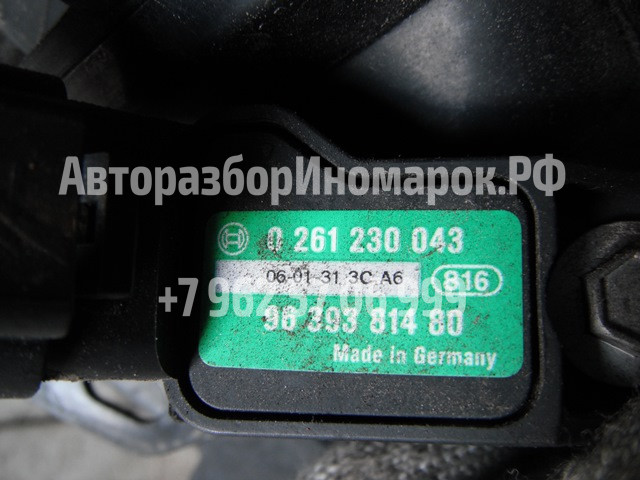 АвторазборИномарок.РФ
0 261 230 043
06-01-31 3C A6 816
96 393 814 80
Made in Germany